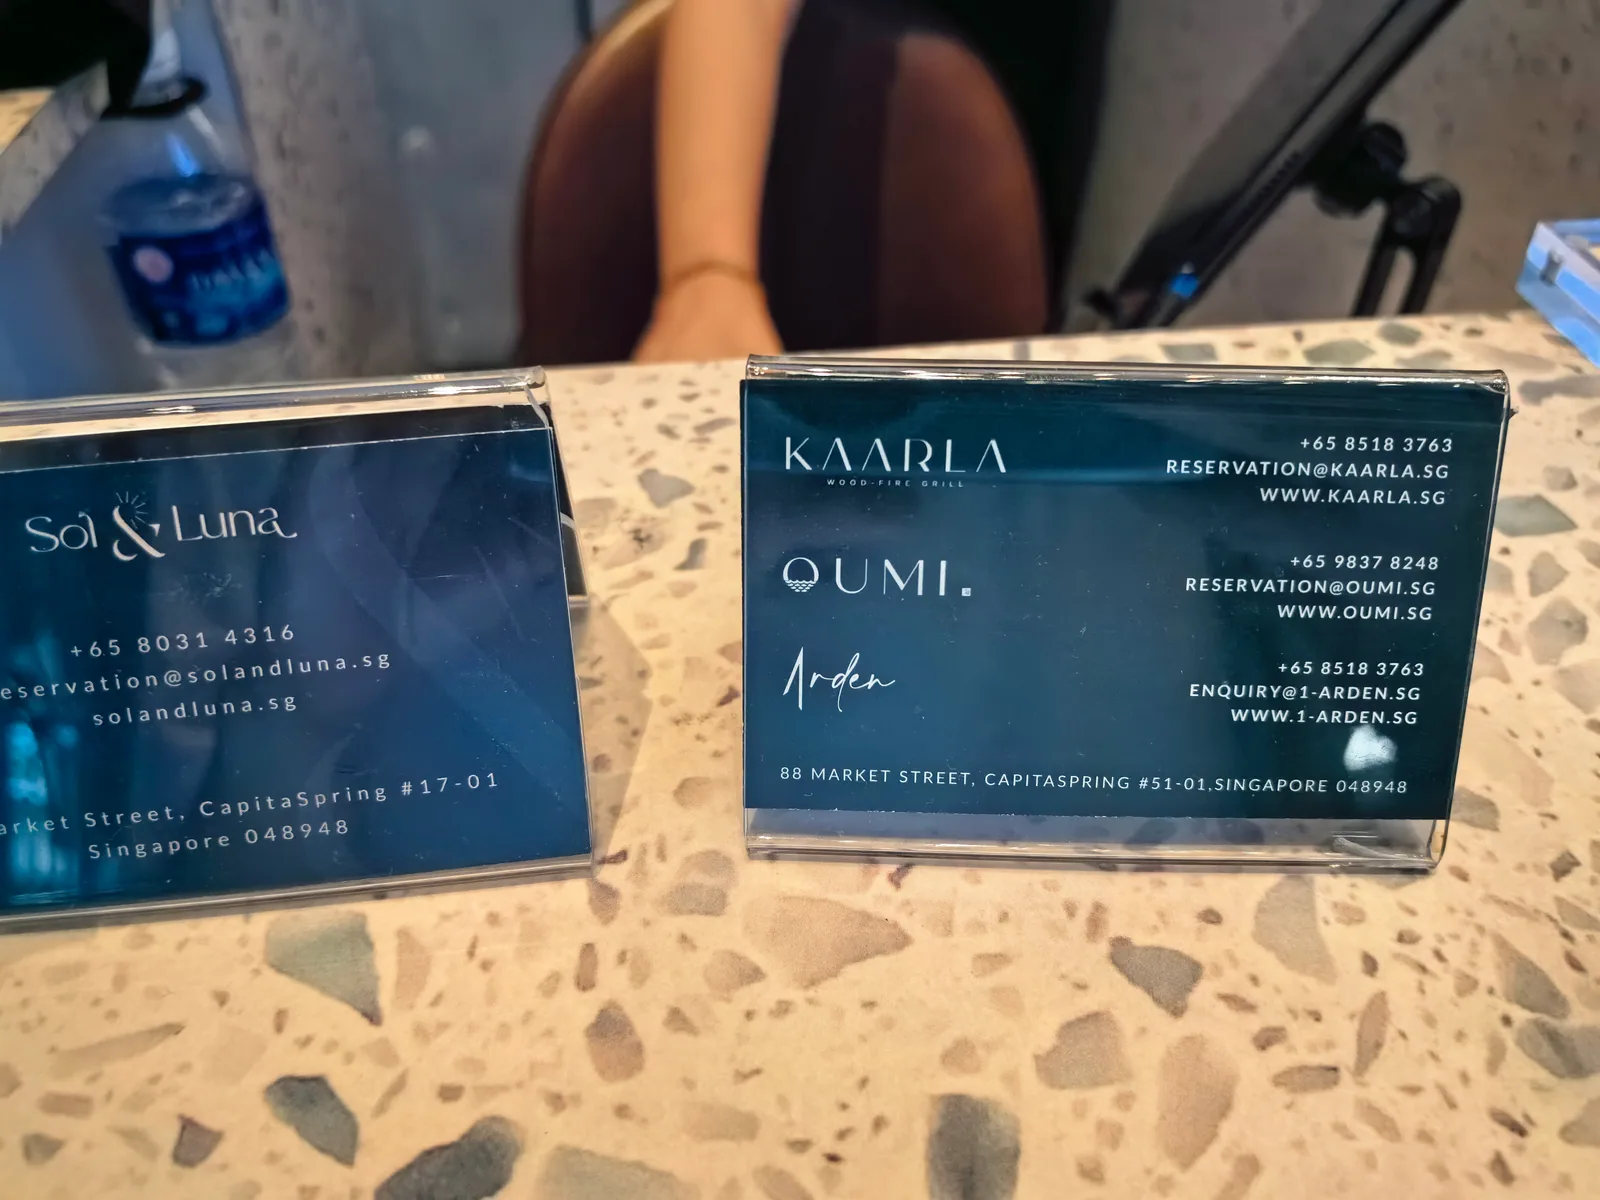 Sol & Luna
+65 8031 4316
eservation@solandluna.sg
solandluna.sg
arket Street, CapitaSpring #17-01
Singapore 048948
KAARLA
WOOD-FIRE GRILL
+65 8518 3763
RESERVATION@KAARLA.SG
WWW.KAARLA.SG
OUMI.
+65 9837 8248
RESERVATION@OUMI.SG
WWW.OUMI.SG
Arden
+65 8518 3763
ENQUIRY@1-ARDEN.SG
WWW.1-ARDEN.SG
88 MARKET STREET, CAPITASPRING #51-01,SINGAPORE 048948